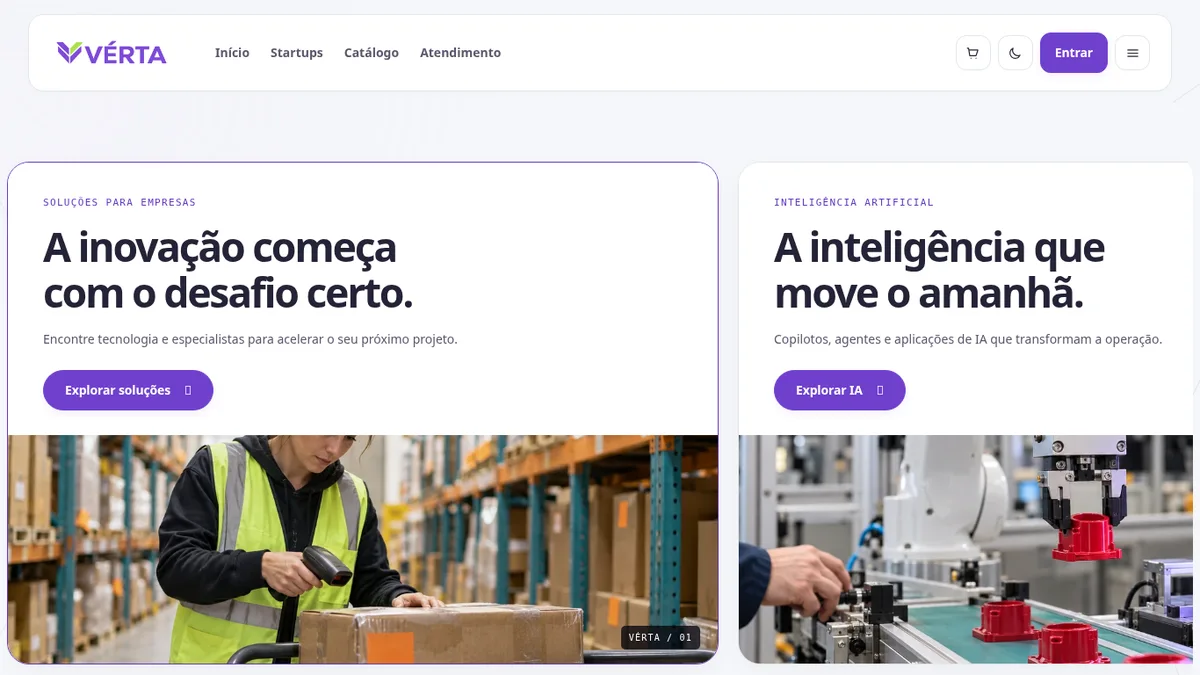 VÉRTA
Início
Startups
Catálogo
Atendimento
Entrar
SOLUÇÕES PARA EMPRESAS
A inovação começa
com o desafio certo.
Encontre tecnologia e especialistas para acelerar o seu próximo projeto.
Explorar soluções
VÉRTA / 01
INTELIGÊNCIA ARTIFICIAL
A inteligência que
move o amanhã.
Copilotos, agentes e aplicações de IA que transformam a operação.
Explorar IA